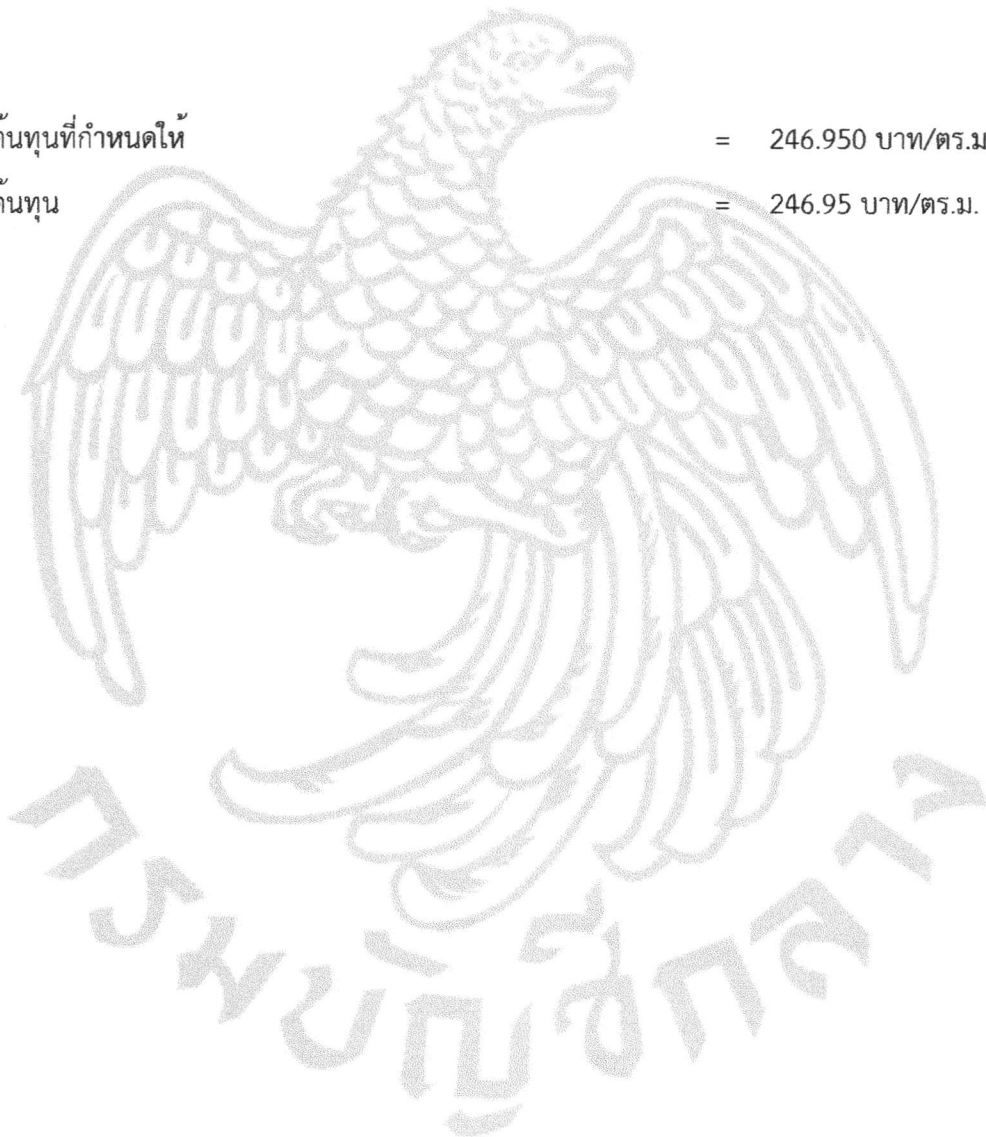 ้นทุนที่กำหนดให้ = 246.950 บาท/ตร.ม
้นทุน = 246.95 บาท/ตร.ม.
กรมบัญชีกลาง